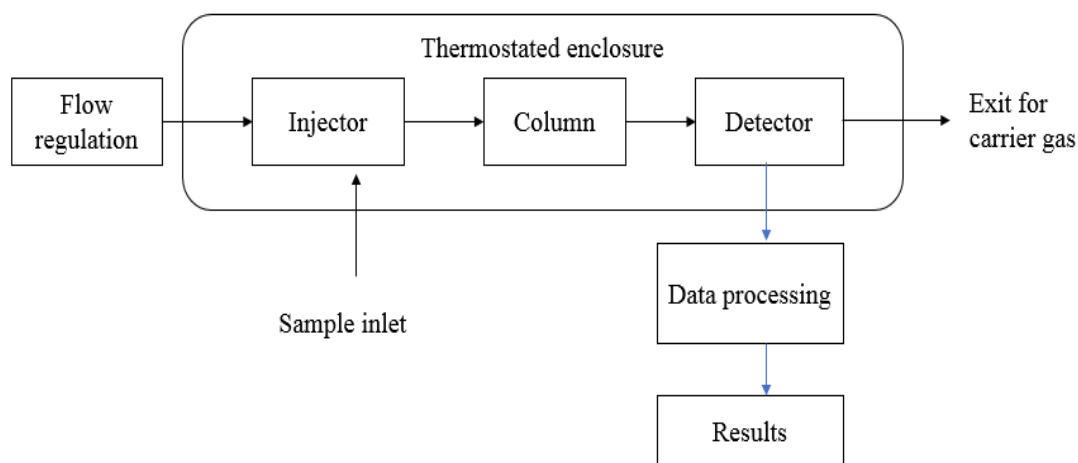 Thermostated enclosure
Flow
regulation
Injector
Column
Detector
Exit for
carrier gas
Sample inlet
Data processing
Results